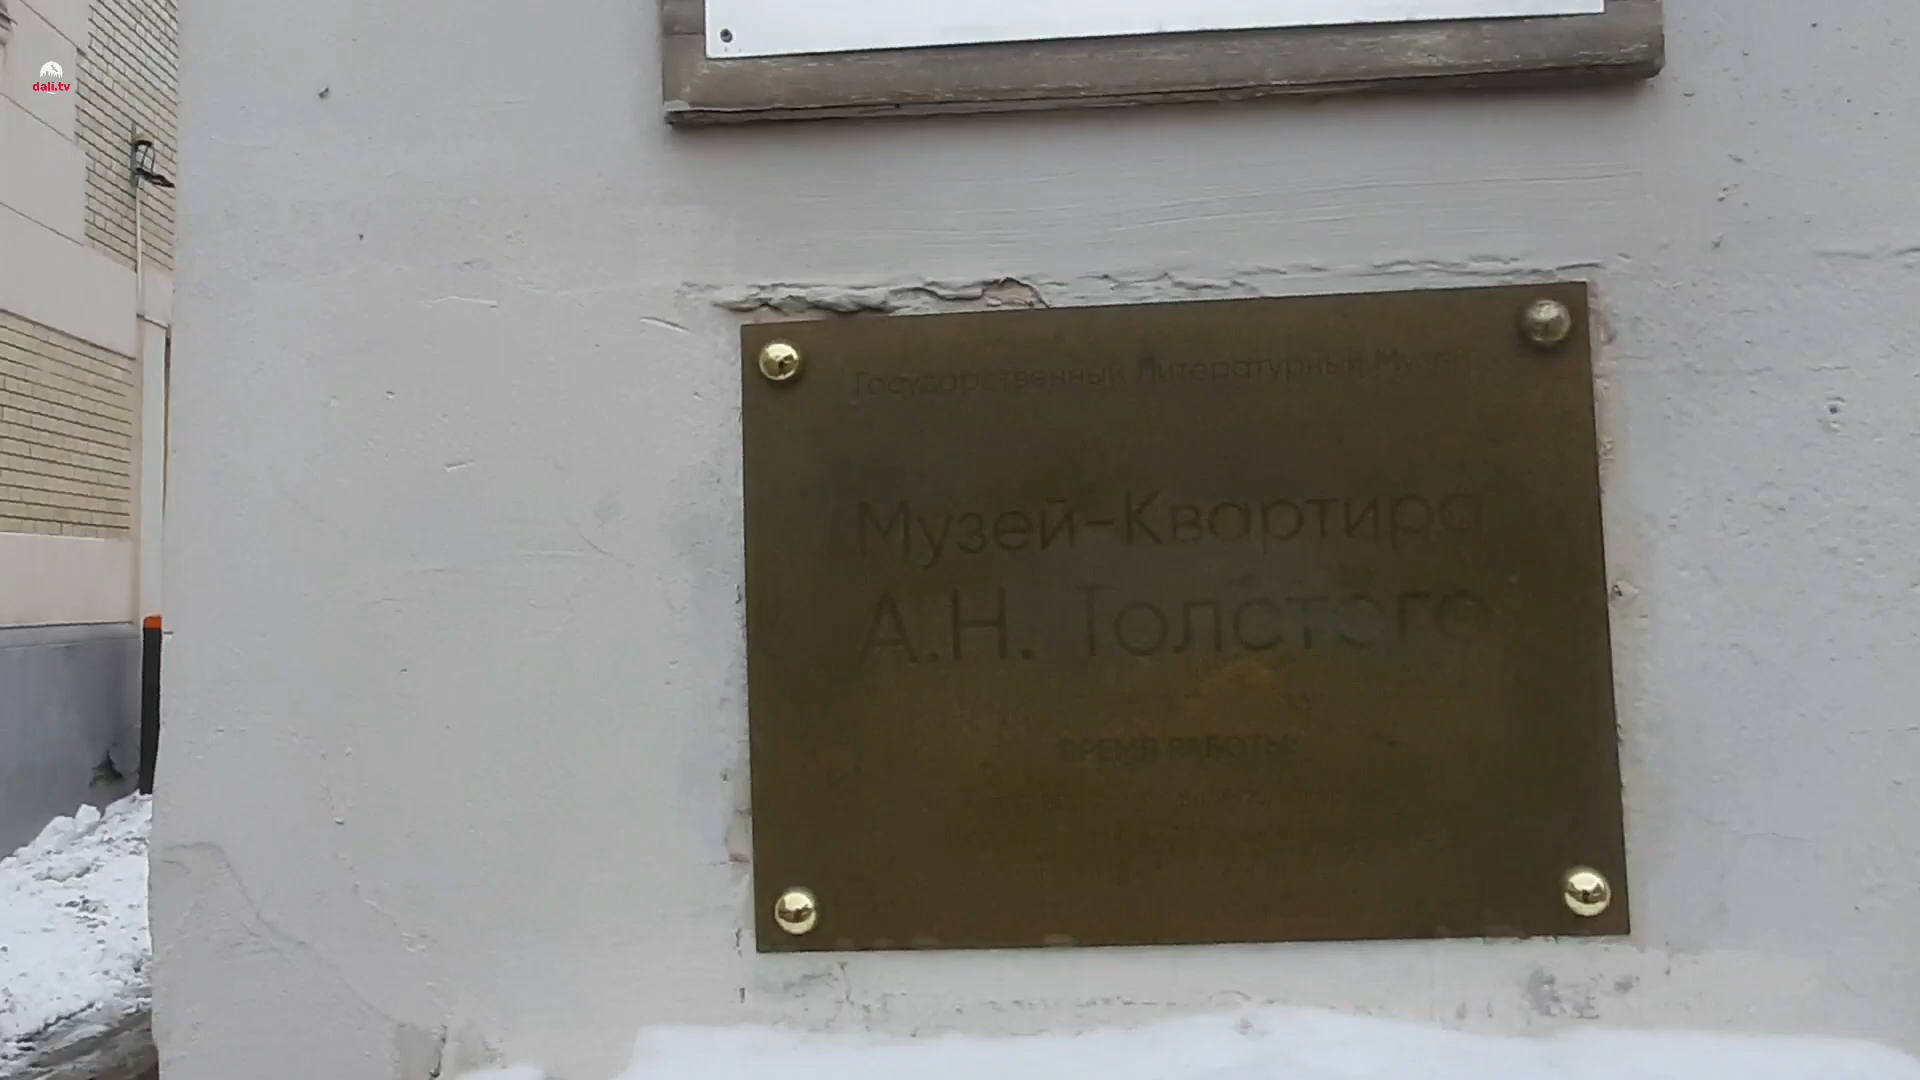 dali.tv
Государственный Литературный Музей
Музей-Квартира
А.Н. Толстого
ВРЕМЯ РАБОТЫ: